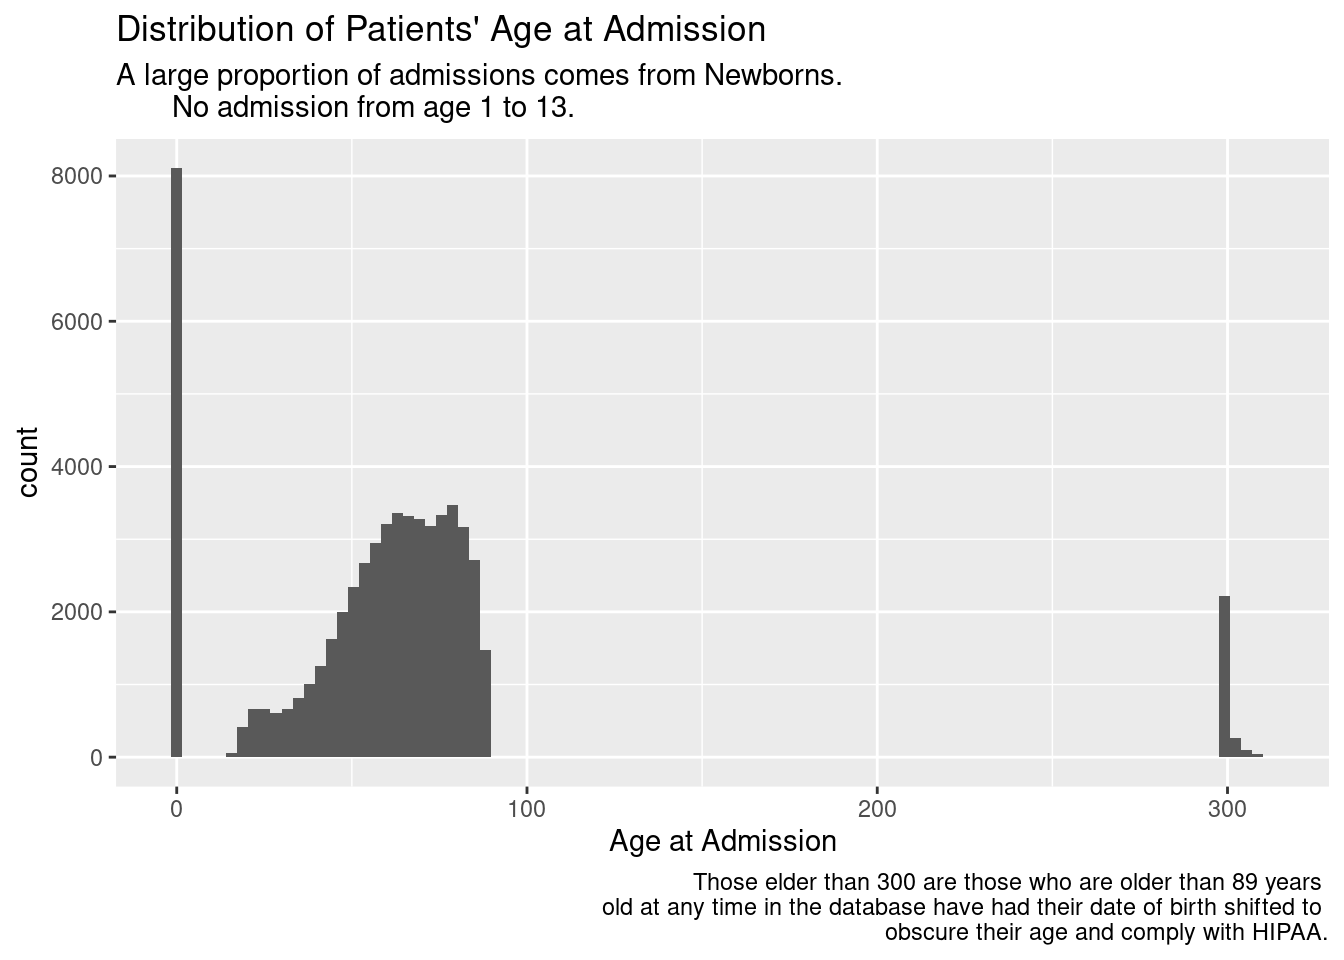 Distribution of Patients' Age at Admission
A large proportion of admissions comes from Newborns.
No admission from age 1 to 13.
8000
6000
4000
2000
0
count
0 100 200 300
Age at Admission
Those elder than 300 are those who are older than 89 years
old at any time in the database have had their date of birth shifted to
obscure their age and comply with HIPAA.